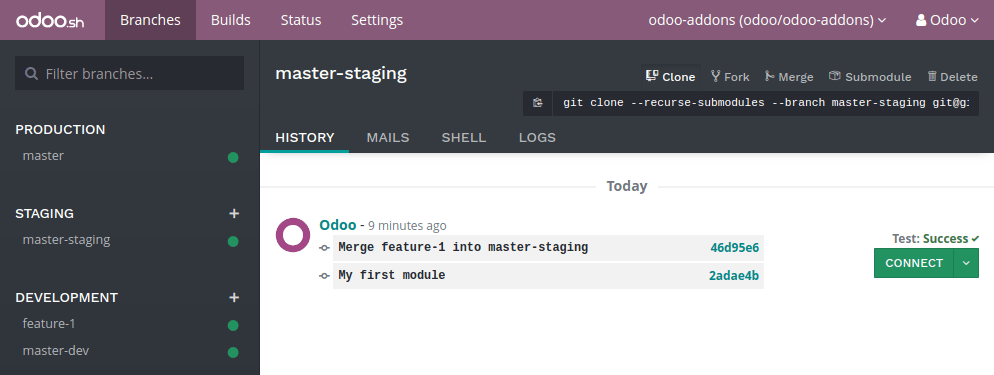 odoo.sh Branches Builds Status Settings odoo-addons (odoo/odoo-addons) Odoo
Filter branches...
PRODUCTION
master
STAGING +
master-staging
DEVELOPMENT +
feature-1
master-dev
master-staging
Clone Fork Merge Submodule Delete
git clone --recurse-submodules --branch master-staging git@g:
HISTORY MAILS SHELL LOGS
Today
Odoo - 9 minutes ago
Merge feature-1 into master-staging 46d95e6
My first module 2adae4b
Test: Success
CONNECT